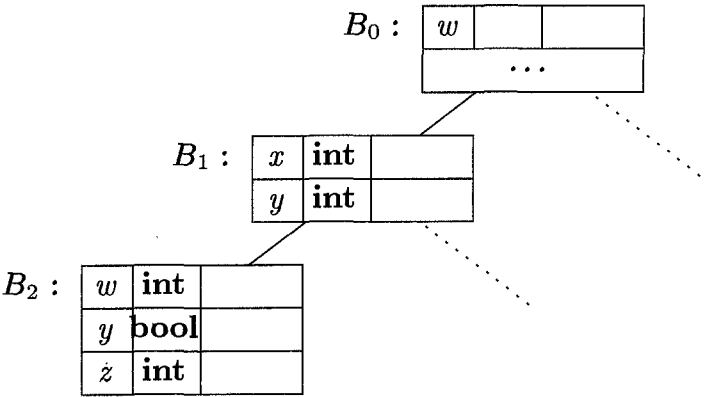 B₀ : w
...
B₁ : x int
y int
B₂ : w int
y bool
z int